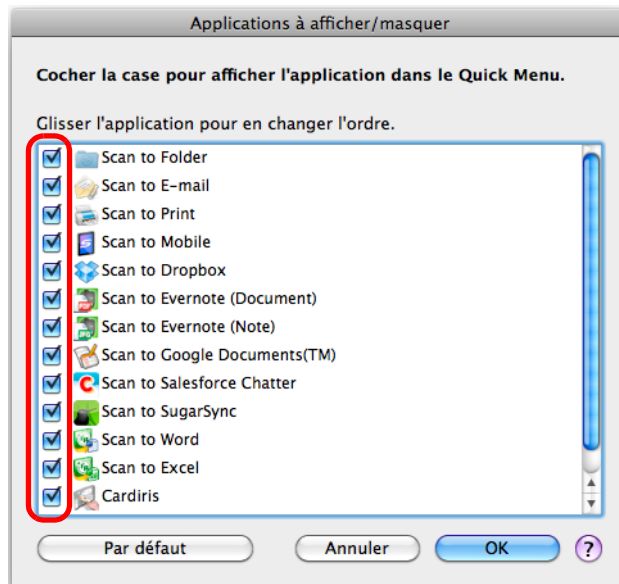 Applications à afficher/masquer
Cocher la case pour afficher l'application dans le Quick Menu.
Glisser l'application pour en changer l'ordre.
Scan to Folder
Scan to E-mail
Scan to Print
Scan to Mobile
Scan to Dropbox
Scan to Evernote (Document)
Scan to Evernote (Note)
Scan to Google Documents(TM)
Scan to Salesforce Chatter
Scan to SugarSync
Scan to Word
Scan to Excel
Cardiris
Par défaut Annuler OK ?